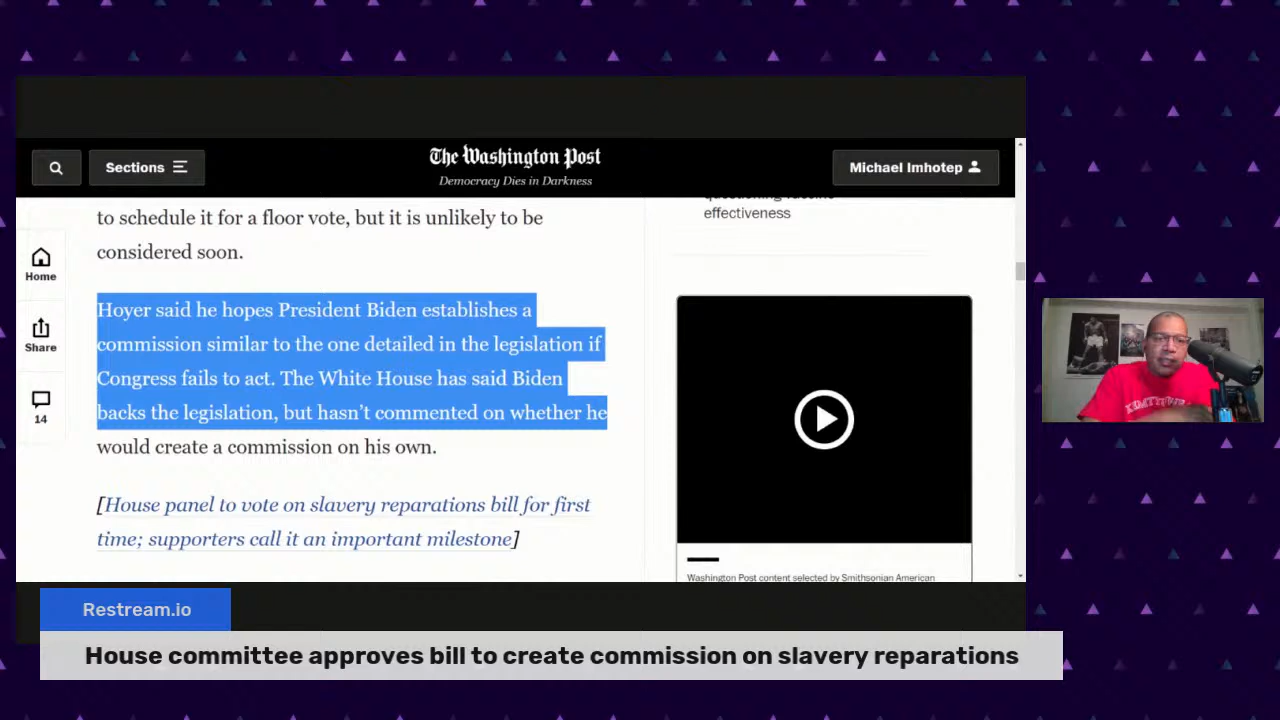 The Washington Post
Democracy Dies in Darkness
Sections
Michael Imhotep
Home
Share
14
to schedule it for a floor vote, but it is unlikely to be
considered soon.
Hoyer said he hopes President Biden establishes a
commission similar to the one detailed in the legislation if
Congress fails to act. The White House has said Biden
backs the legislation, but hasn't commented on whether he
would create a commission on his own.
[House panel to vote on slavery reparations bill for first
time; supporters call it an important milestone]
questioning vaccine
effectiveness
Washington Post content selected by Smithsonian American
Restream.io
House committee approves bill to create commission on slavery reparations